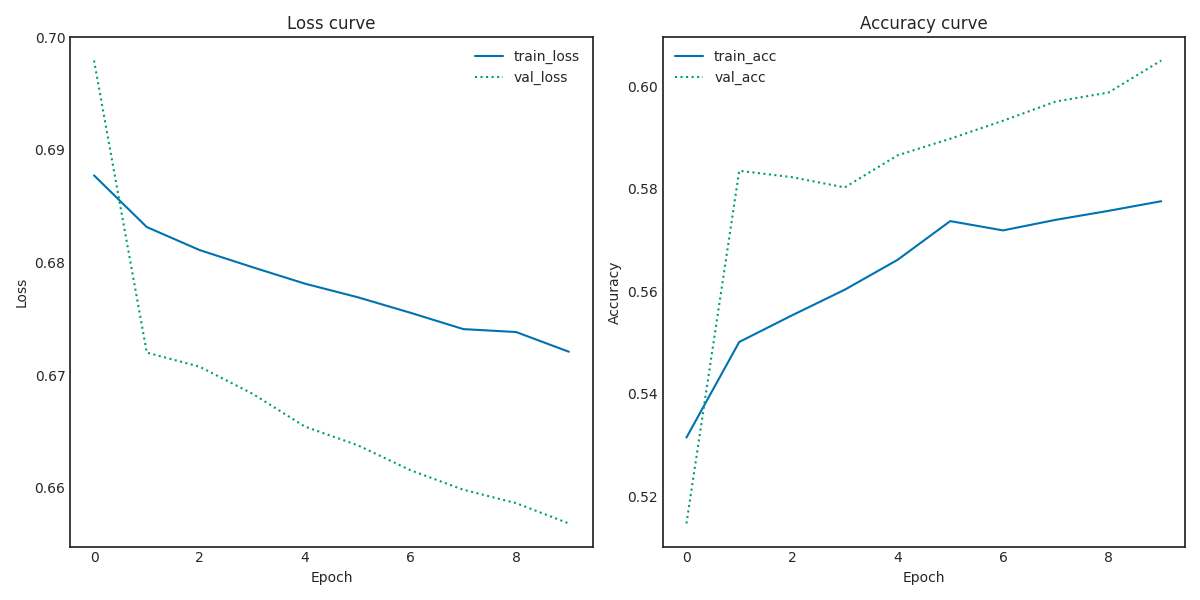 Loss curve
0.70
0.69
0.68
0.67
0.66
Loss
train_loss
val_loss
0 2 4 6 8
Epoch
Accuracy curve
0.60
0.58
0.56
0.54
0.52
Accuracy
train_acc
val_acc
0 2 4 6 8
Epoch